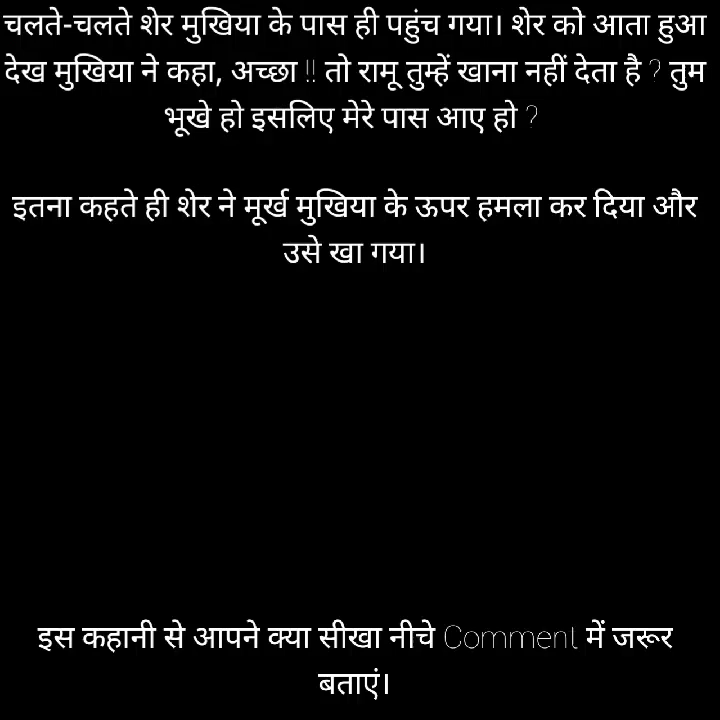 चलते-चलते शेर मुखिया के पास ही पहुंच गया। शेर को आता हुआ
देख मुखिया ने कहा, अच्छा !! तो रामू तुम्हें खाना नहीं देता है ? तुम
भूखे हो इसलिए मेरे पास आए हो ?
इतना कहते ही शेर ने मूर्ख मुखिया के ऊपर हमला कर दिया और
उसे खा गया।
इस कहानी से आपने क्या सीखा नीचे Comment में जरूर
बताएं।